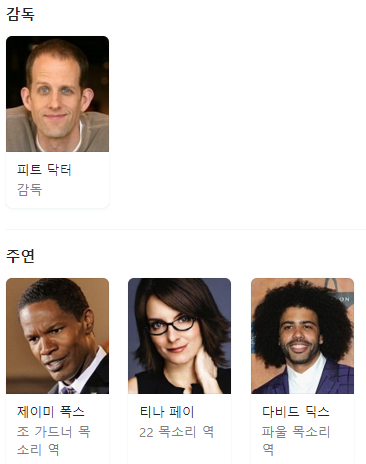 감독
피트 닥터
감독
주연
제이미 폭스
조 가드너 목
소리 역
티나 페이
22 목소리 역
다비드 딕스
파울 목소리
역